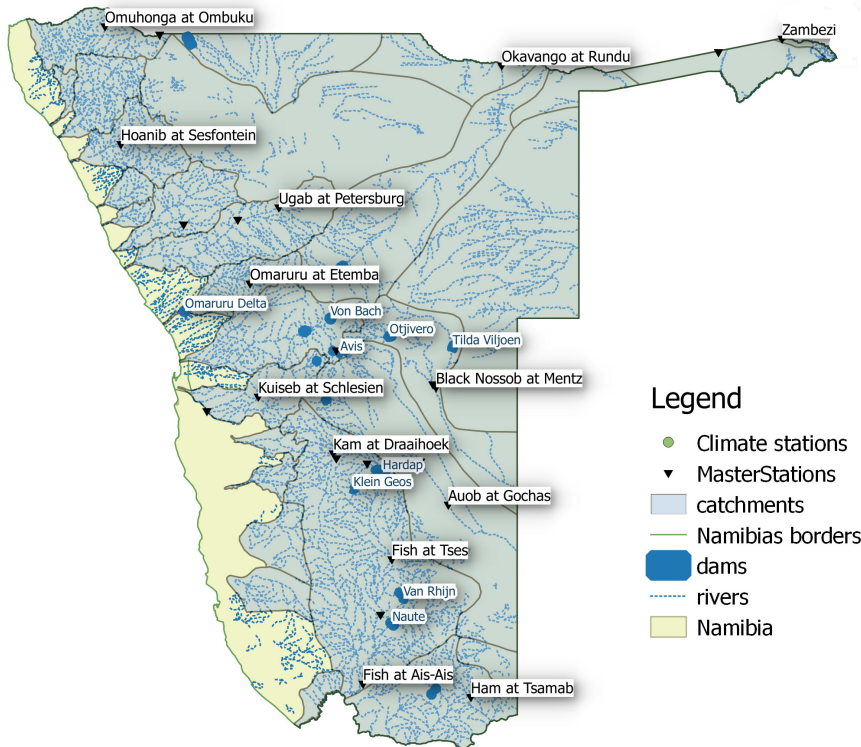 Omuhonga at Ombuku
Zambezi
Okavango at Rundu
Hoanib at Sesfontein
Ugab at Petersburg
Omaruru at Etemba
Omaruru Delta
Von Bach
Otjivero
Avis
Tilda Viljoen
Black Nossob at Mentz
Kuiseb at Schlesien
Kam at Draaihoek
Hardap
Klein Geos
Auob at Gochas
Fish at Tses
Van Rhijn
Naute
Fish at Ais-Ais
Ham at Tsamab
Legend
Climate stations
MasterStations
catchments
Namibias borders
dams
rivers
Namibia